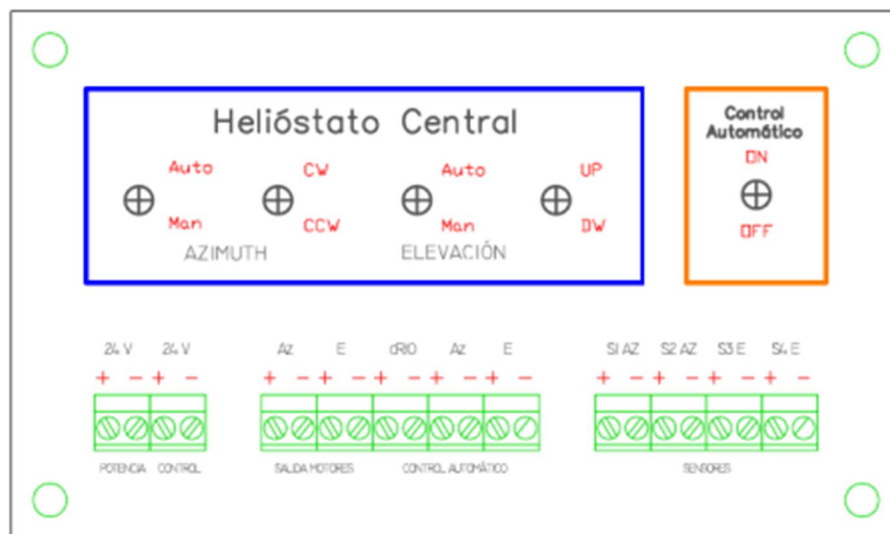 Helióstato Central
Control
Automático
Auto CW Auto UP ON
Man CCW Man DW OFF
AZIMUTH ELEVACIÓN
24 V 24 V Az E cRIO Az E S1 AZ S2 AZ S3 E S4 E
+ - + - + - + - + - + - + - + - + - + - + -
POTENCIA CONTROL SALIDA MOTORES CONTROL AUTOMÁTICO SENSORES